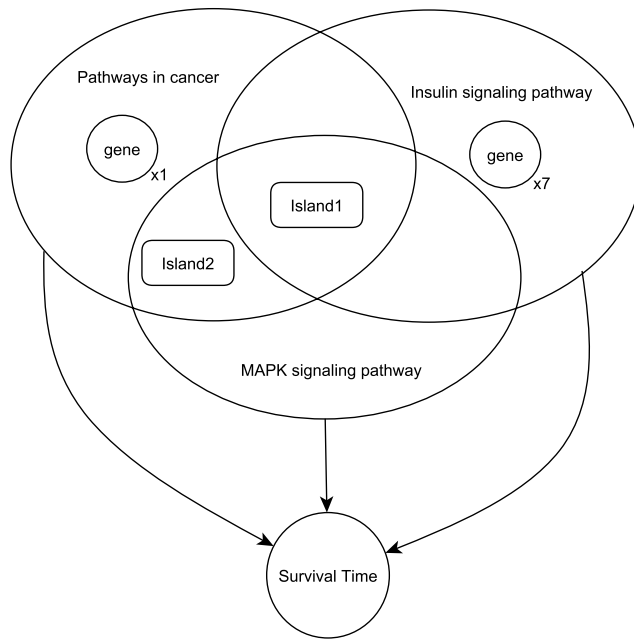 Pathways in cancer
Insulin signaling pathway
gene
x1
gene
x7
Island1
Island2
MAPK signaling pathway
Survival Time